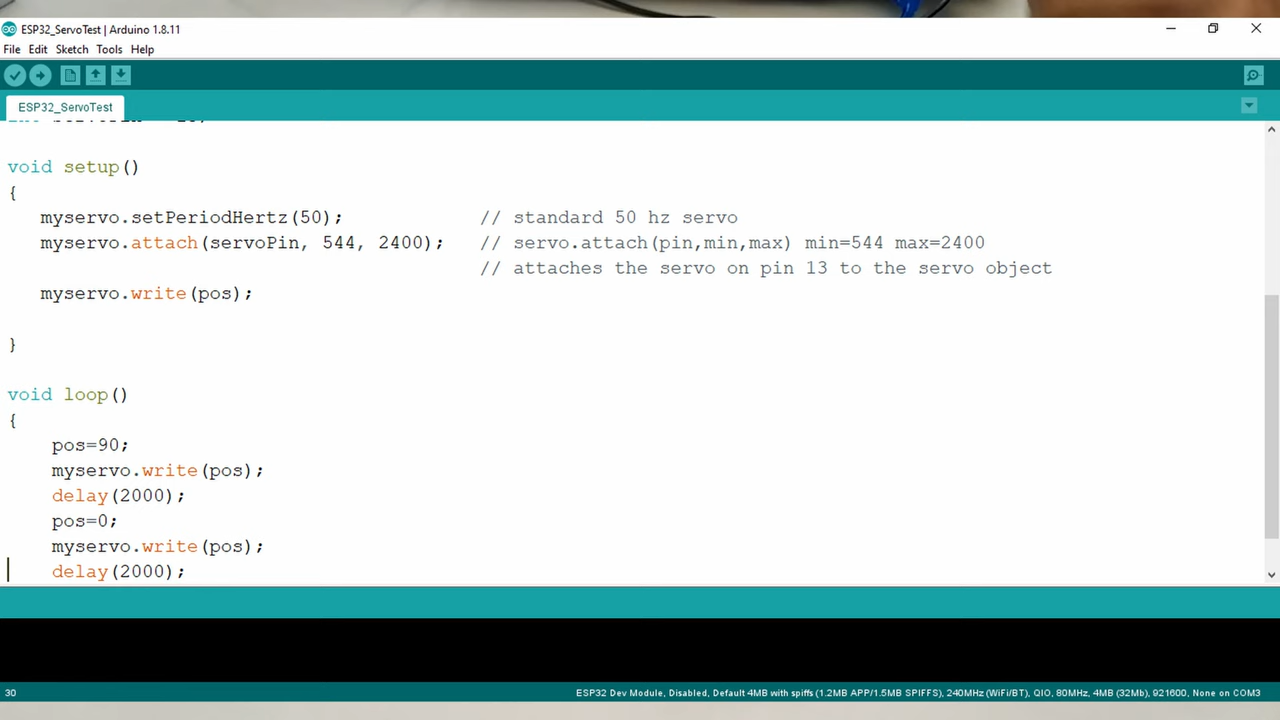 ESP32_ServoTest | Arduino 1.8.11
File Edit Sketch Tools Help
ESP32_ServoTest
void setup()
{
myservo.setPeriodHertz(50); // standard 50 hz servo
myservo.attach(servoPin, 544, 2400); // servo.attach(pin,min,max) min=544 max=2400
// attaches the servo on pin 13 to the servo object
myservo.write(pos);
}
void loop()
{
pos=90;
myservo.write(pos);
delay(2000);
pos=0;
myservo.write(pos);
delay(2000);
30 ESP32 Dev Module, Disabled, Default 4MB with spiffs (1.2MB APP/1.5MB SPIFFS), 240MHz (WiFi/BT), QIO, 80MHz, 4MB (32Mb), 921600, None on COM3